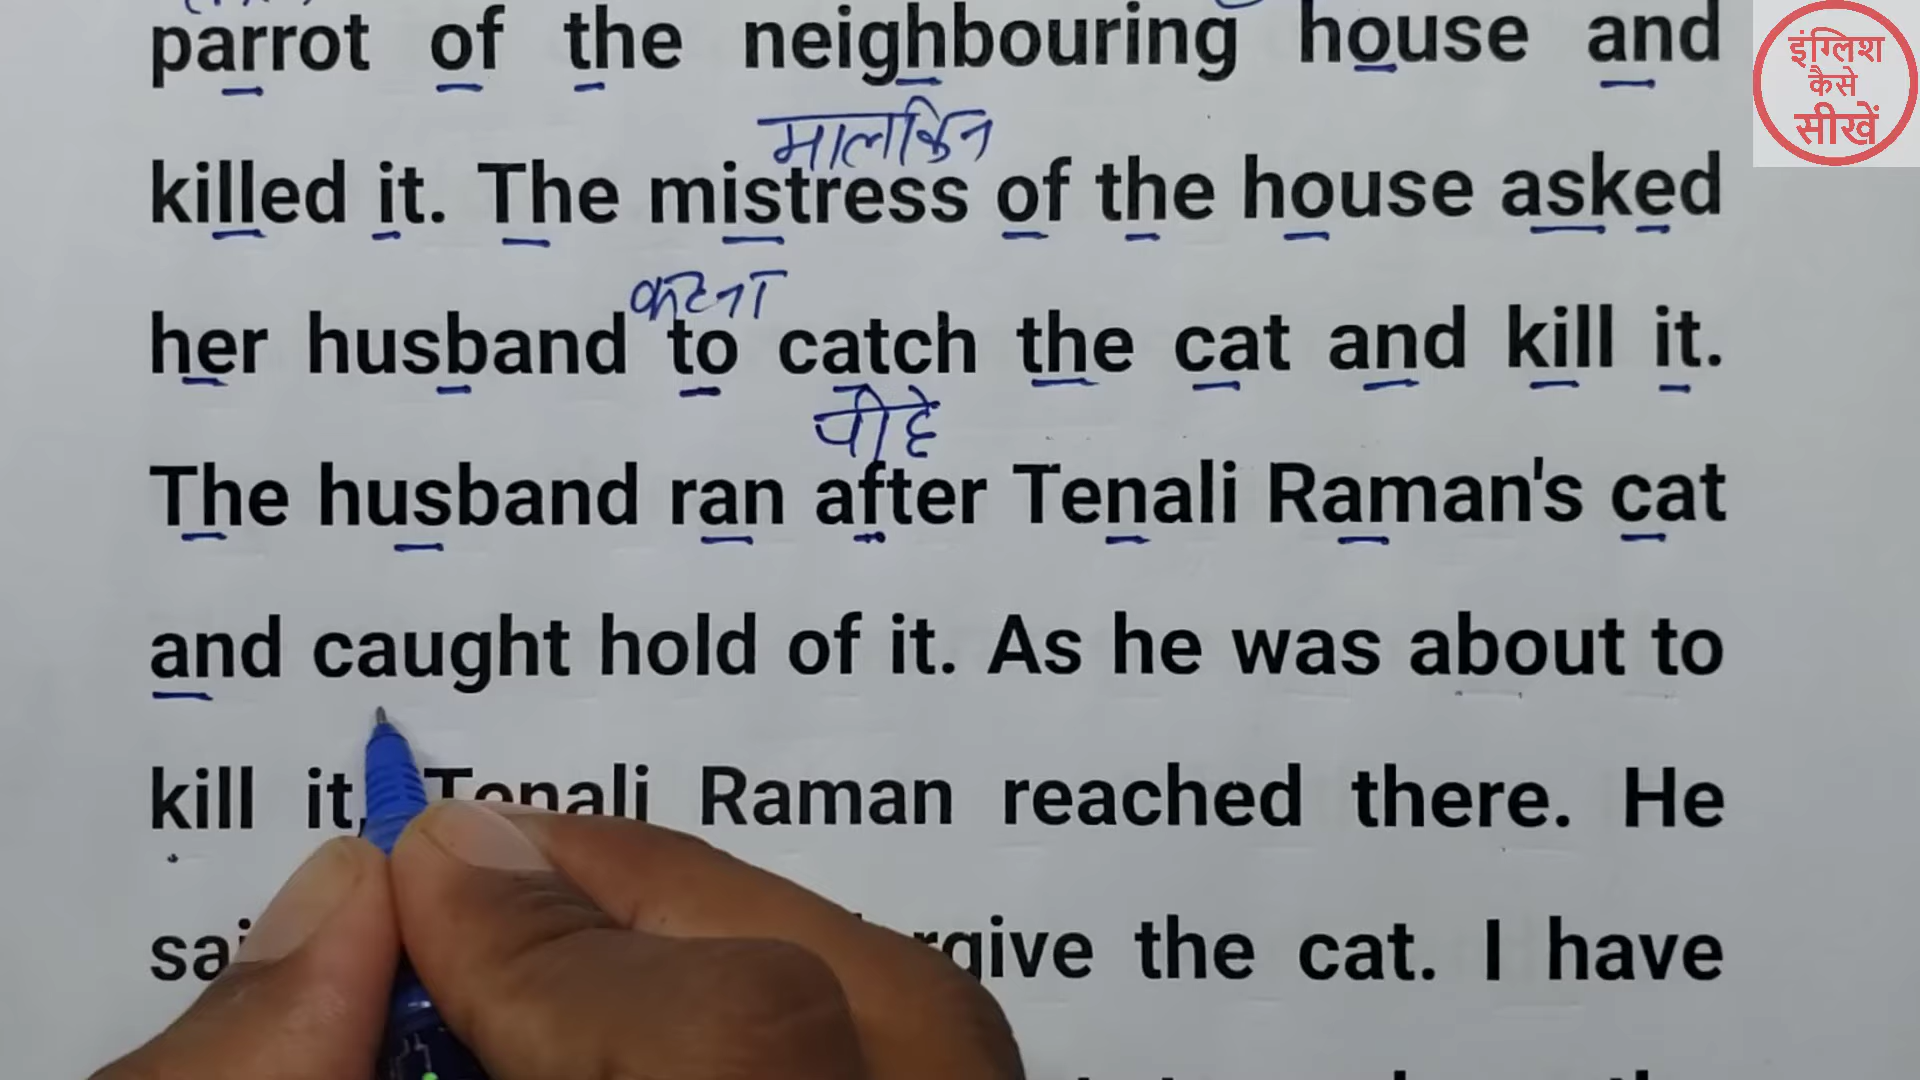 parrot of the neighbouring house and
इंग्लिश
कैसे
सीखें
मालकिन
killed it. The mistress of the house asked
her husband to catch the cat and kill it.
The husband ran after Tenali Raman's cat
and caught hold of it. As he was about to
kill it, Tenali Raman reached there. He
the cat. I have